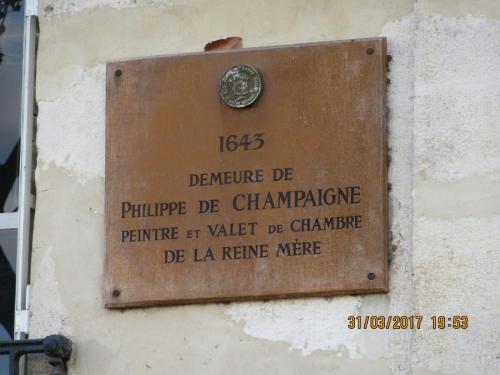 1643
DEMEURE DE
PHILIPPE DE CHAMPAIGNE
PEINTRE ET VALET DE CHAMBRE
DE LA REINE MÈRE
31/03/2017 19:53